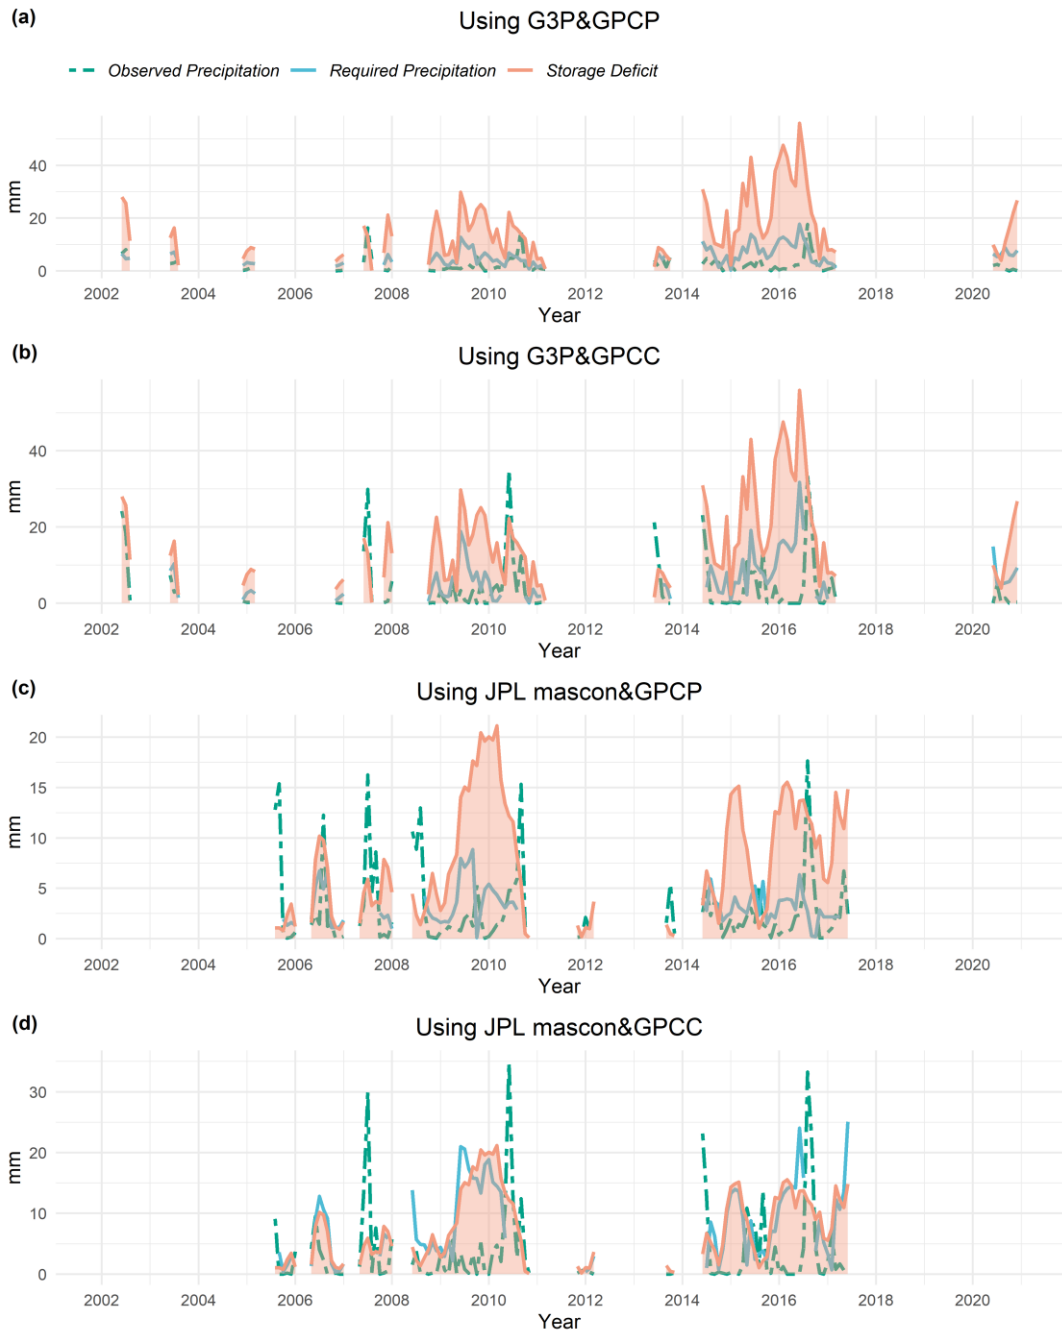 (a)
Using G3P&GPCP
Observed Precipitation Required Precipitation Storage Deficit
40
20
0
mm
2002 2004 2006 2008 2010 2012 2014 2016 2018 2020
Year
(b)
Using G3P&GPCC
40
20
0
mm
2002 2004 2006 2008 2010 2012 2014 2016 2018 2020
Year
(c)
Using JPL mascon&GPCP
20
15
10
5
0
mm
2002 2004 2006 2008 2010 2012 2014 2016 2018 2020
Year
(d)
Using JPL mascon&GPCC
30
20
10
0
mm
2002 2004 2006 2008 2010 2012 2014 2016 2018 2020
Year